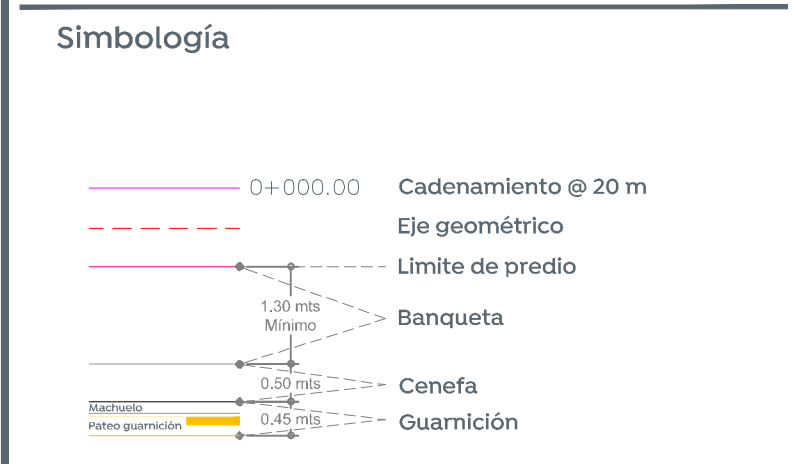 Simbología
0+000.00 Cadenamiento @ 20 m
Eje geométrico
Limite de predio
1.30 mts
Mínimo
Banqueta
0.50 mts Cenefa
Machuelo
Pateo guarnición 0.45 mts Guarnición